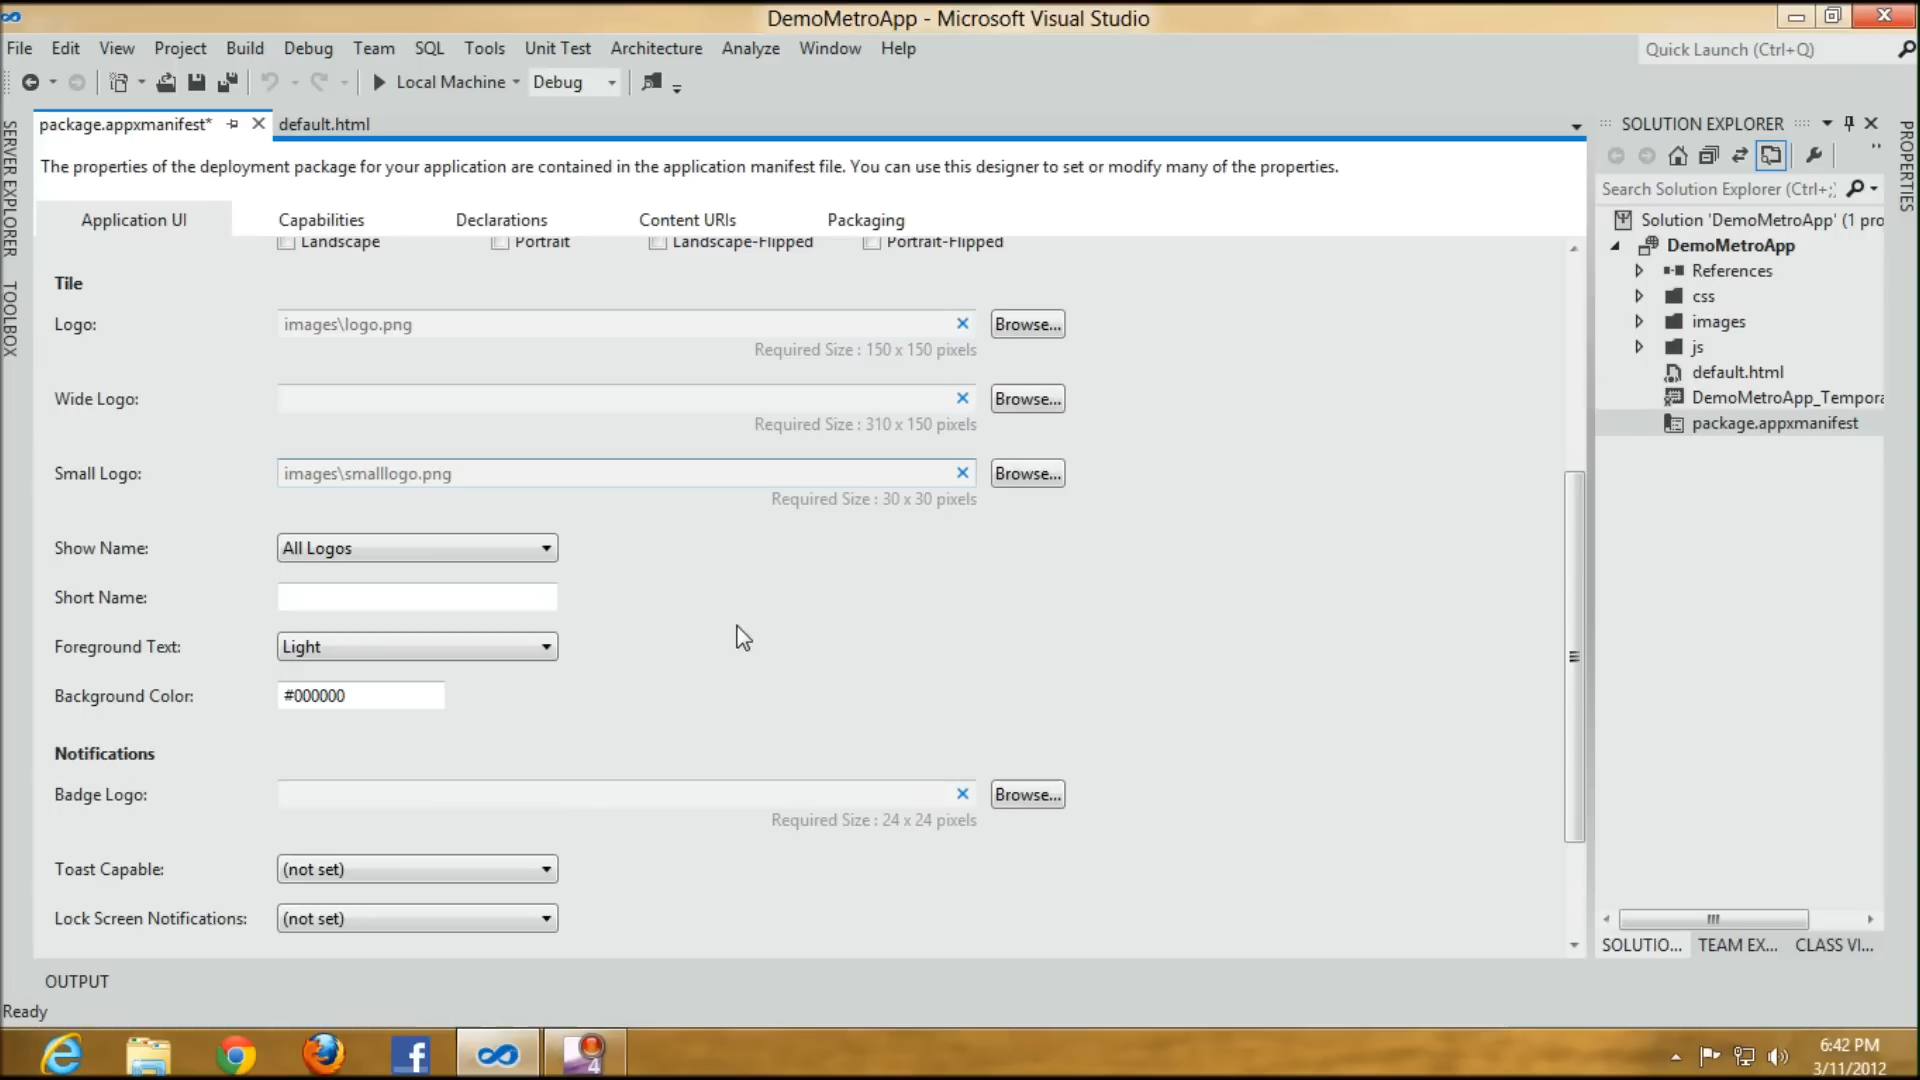 DemoMetroApp - Microsoft Visual Studio
File Edit View Project Build Debug Team SQL Tools Unit Test Architecture Analyze Window Help
Quick Launch (Ctrl+Q)
Local Machine Debug
package.appxmanifest* default.html
The properties of the deployment package for your application are contained in the application manifest file. You can use this designer to set or modify many of the properties.
Application UI Capabilities Declarations Content URIs Packaging
Landscape Portrait Landscape-Flipped Portrait-Flipped
Tile
Logo: images\logo.png Browse...
Required Size : 150 x 150 pixels
Wide Logo: Browse...
Required Size : 310 x 150 pixels
Small Logo: images\smalllogo.png Browse...
Required Size : 30 x 30 pixels
Show Name: All Logos
Short Name:
Foreground Text: Light
Background Color: #000000
Notifications
Badge Logo: Browse...
Required Size : 24 x 24 pixels
Toast Capable: (not set)
Lock Screen Notifications: (not set)
SERVER EXPLORER
TOOLBOX
SOLUTION EXPLORER
Search Solution Explorer (Ctrl+;)
Solution 'DemoMetroApp' (1 pro
DemoMetroApp
References
css
images
js
default.html
DemoMetroApp_Tempora
package.appxmanifest
SOLUTIO... TEAM EX... CLASS VI...
PROPERTIES
OUTPUT
Ready
4
6:42 PM
3/11/2012